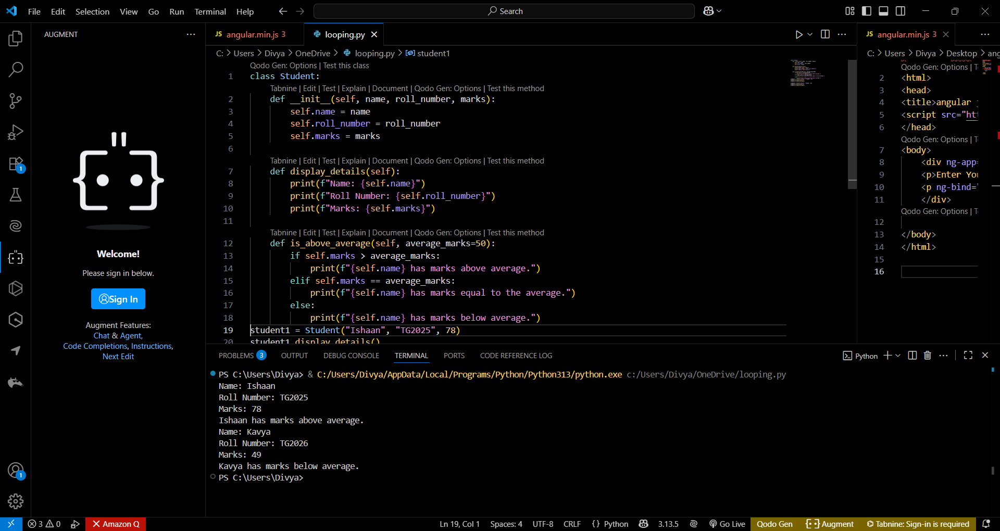 File Edit Selection View Go Run Terminal Help
Search
AUGMENT
JS angular.min.js 3
looping.py
JS angular.min.js 3
C: > Users > Divya > OneDrive > looping.py > student1
Qodo Gen: Options | Test this class
1 class Student:
Tabnine | Edit | Test | Explain | Document | Qodo Gen: Options | Test this method
2 def __init__(self, name, roll_number, marks):
3 self.name = name
4 self.roll_number = roll_number
5 self.marks = marks
6
Tabnine | Edit | Test | Explain | Document | Qodo Gen: Options | Test this method
7 def display_details(self):
8 print(f"Name: {self.name}")
9 print(f"Roll Number: {self.roll_number}")
10 print(f"Marks: {self.marks}")
11
Tabnine | Edit | Test | Explain | Document | Qodo Gen: Options | Test this method
12 def is_above_average(self, average_marks=50):
13 if self.marks > average_marks:
14 print(f"{self.name} has marks above average.")
15 elif self.marks == average_marks:
16 print(f"{self.name} has marks equal to the average.")
17 else:
18 print(f"{self.name} has marks below average.")
19 student1 = Student("Ishaan", "TG2025", 78)
20 student1.display_details()
C: > Users > Divya > Desktop > ang
Qodo Gen: Options |
2 <html>
3 <head>
4 <title>angular
5 <script src="htt
6 </head>
Qodo Gen: Options |
7 <body>
8 <div ng-app=
9 <p>Enter You
10 <p ng-bind="
11 </div>
Qodo Gen: Options |
12
13 </body>
14 </html>
15
16
Welcome!
Please sign in below.
Sign In
Augment Features:
Chat & Agent,
Code Completions, Instructions,
Next Edit
1
1
PROBLEMS 3 OUTPUT DEBUG CONSOLE TERMINAL PORTS CODE REFERENCE LOG
Python
PS C:\Users\Divya> & C:/Users/Divya/AppData/Local/Programs/Python/Python313/python.exe c:/Users/Divya/OneDrive/looping.py
Name: Ishaan
Roll Number: TG2025
Marks: 78
Ishaan has marks above average.
Name: Kavya
Roll Number: TG2026
Marks: 49
Kavya has marks below average.
PS C:\Users\Divya>
3 0 Amazon Q Ln 19, Col 1 Spaces: 4 UTF-8 CRLF {} Python 3.13.5 Go Live Qodo Gen Augment Tabnine: Sign-in is required